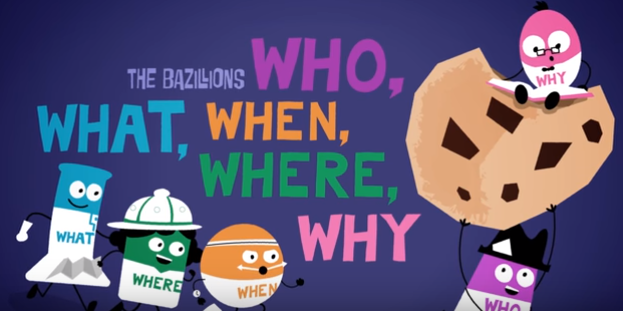 THE BAZILLIONS WHO,
WHAT, WHEN,
WHERE,
WHY
WHY
WHAT
WHERE
WHEN
WHO